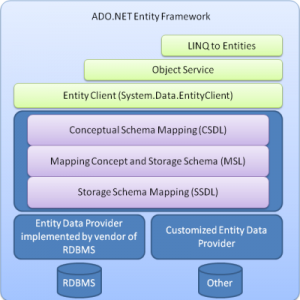 ADO.NET Entity Framework
LINQ to Entities
Object Service
Entity Client (System.Data.EntityClient)
Conceptual Schema Mapping (CSDL)
Mapping Concept and Storage Schema (MSL)
Storage Schema Mapping (SSDL)
Entity Data Provider
implemented by vendor of
RDBMS
Customized Entity Data
Provider
RDBMS
Other